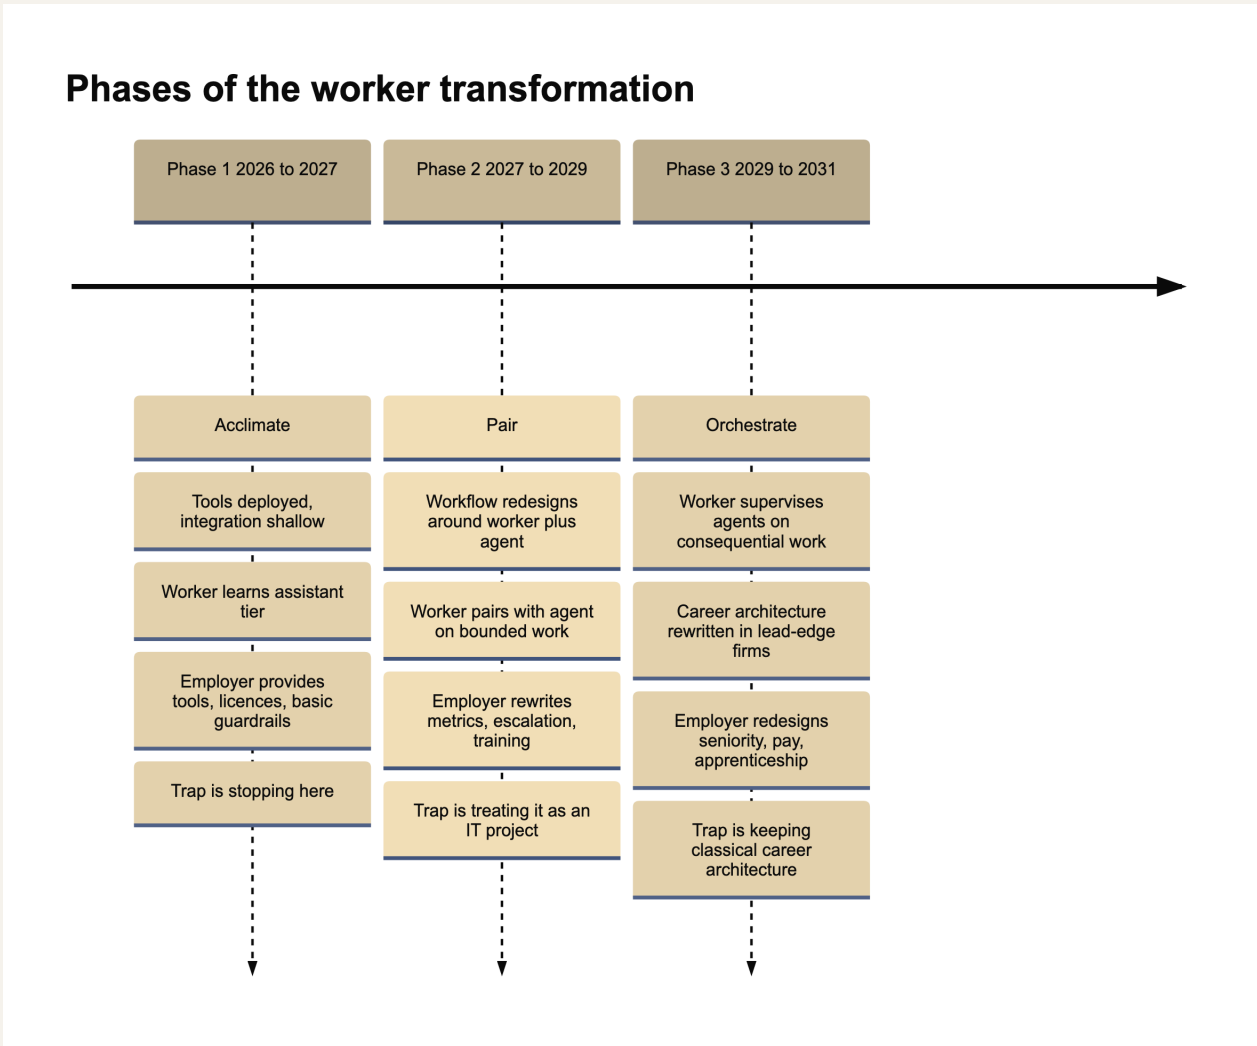 Phases of the worker transformation
Phase 1 2026 to 2027
Phase 2 2027 to 2029
Phase 3 2029 to 2031
Acclimate
Tools deployed,
integration shallow
Worker learns assistant
tier
Employer provides
tools, licences, basic
guardrails
Trap is stopping here
Pair
Workflow redesigns
around worker plus
agent
Worker pairs with agent
on bounded work
Employer rewrites
metrics, escalation,
training
Trap is treating it as an
IT project
Orchestrate
Worker supervises
agents on
consequential work
Career architecture
rewritten in lead-edge
firms
Employer redesigns
seniority, pay,
apprenticeship
Trap is keeping
classical career
architecture